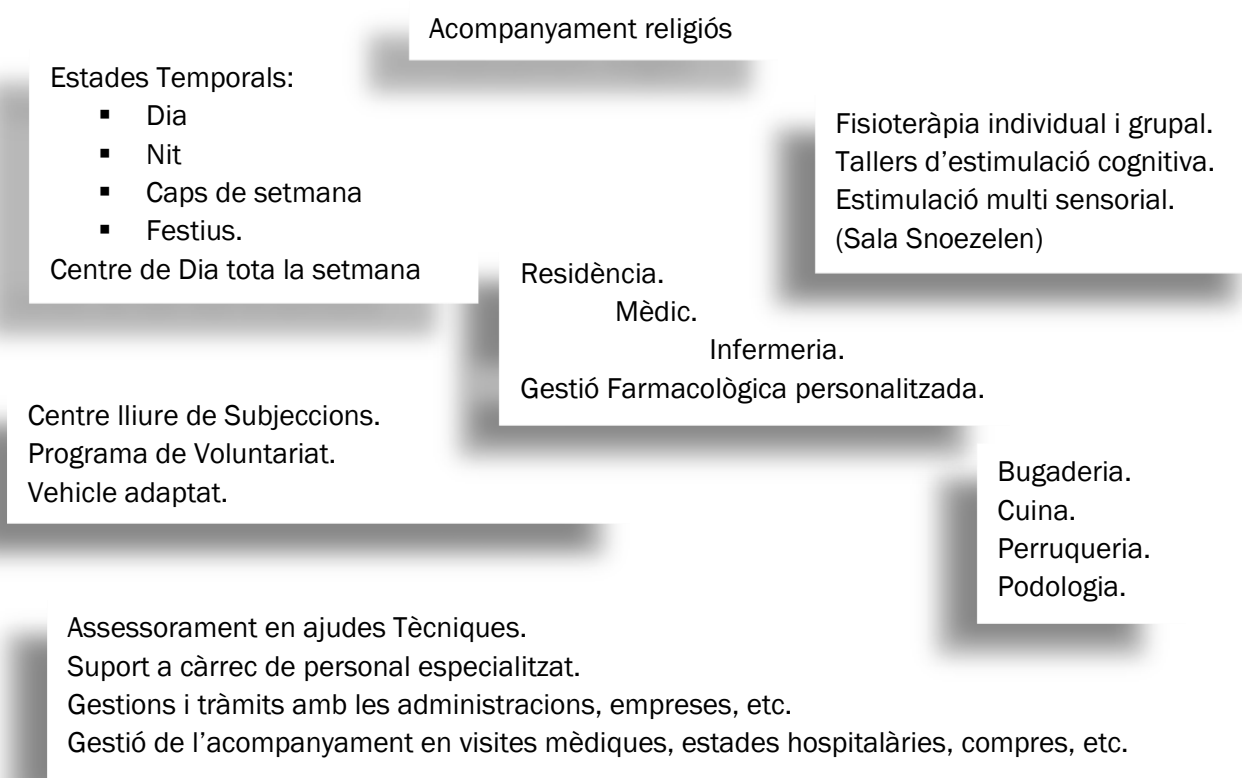 Acompanyament religiós
Estades Temporals:
▪ Dia
▪ Nit
▪ Caps de setmana
▪ Festius.
Centre de Dia tota la setmana
Fisioteràpia individual i grupal.
Tallers d’estimulació cognitiva.
Estimulació multi sensorial.
(Sala Snoezelen)
Residència.
Mèdic.
Infermeria.
Gestió Farmacològica personalitzada.
Centre lliure de Subjeccions.
Programa de Voluntariat.
Vehicle adaptat.
Bugaderia.
Cuina.
Perruqueria.
Podologia.
Assessorament en ajudes Tècniques.
Suport a càrrec de personal especialitzat.
Gestions i tràmits amb les administracions, empreses, etc.
Gestió de l’acompanyament en visites mèdiques, estades hospitalàries, compres, etc.